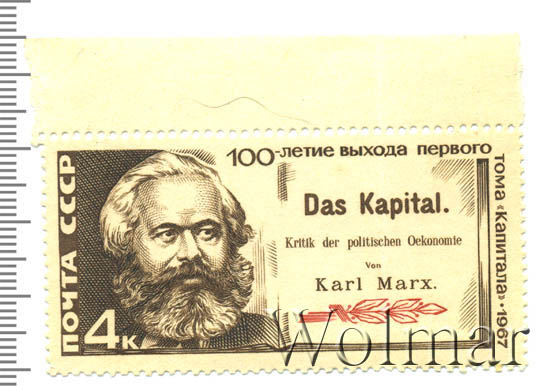 100-летие выхода первого
тома «Капитала»·1967
ПОЧТА СССР
4к
Das Kapital.
Kritik der politischen Oekonomie
Von
Karl Marx.
Wolmar